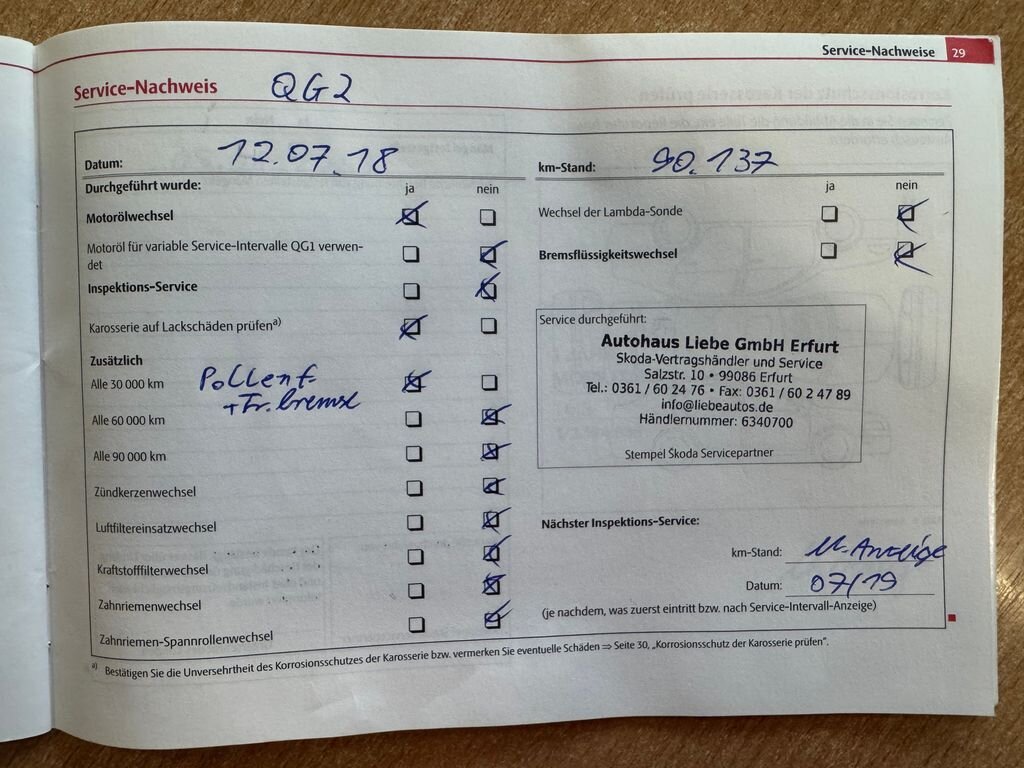 Service-Nachweise 29
Service-Nachweis QG2
Datum: 12.07.18
km-Stand: 90.137
Durchgeführt wurde: ja nein
ja nein
Motorölwechsel
Wechsel der Lambda-Sonde
Motoröl für variable Service-Intervalle QG1 verwen-
det
Bremsflüssigkeitswechsel
Inspektions-Service
Karosserie auf Lackschäden prüfen a)
Zusätzlich
Alle 30 000 km Pollenf.
+Fr. bremse
Alle 60 000 km
Alle 90 000 km
Zündkerzenwechsel
Luftfiltereinsatzwechsel
Kraftstofffilterwechsel
Zahnriemenwechsel
Zahnriemen-Spannrollenwechsel
Service durchgeführt:
Autohaus Liebe GmbH Erfurt
Skoda-Vertragshändler und Service
Salzstr. 10 • 99086 Erfurt
Tel.: 0361 / 60 24 76 • Fax: 0361 / 60 2 47 89
info@liebeautos.de
Händlernummer: 6340700
Stempel Škoda Servicepartner
Nächster Inspektions-Service:
km-Stand: n. Anzeige
Datum: 07/19
(je nachdem, was zuerst eintritt bzw. nach Service-Intervall-Anzeige)
a) Bestätigen Sie die Unversehrtheit des Korrosionsschutzes der Karosserie bzw. vermerken Sie eventuelle Schäden ⇒ Seite 30, „Korrosionsschutz der Karosserie prüfen“.